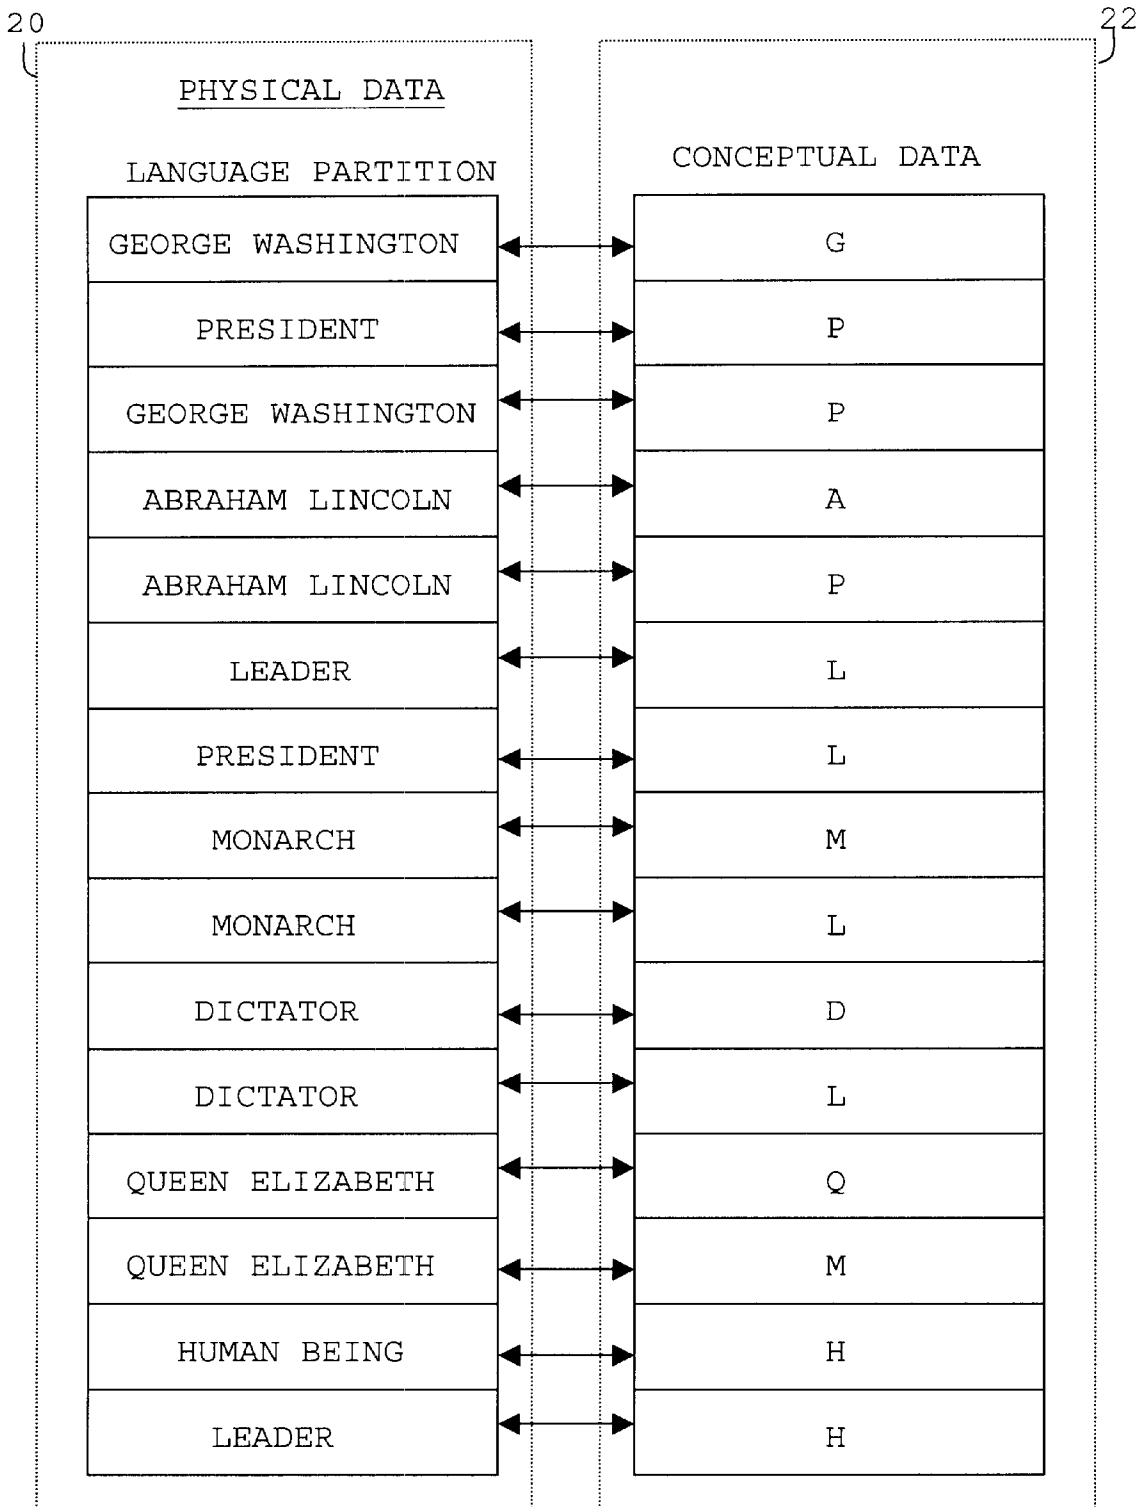 20
22
PHYSICAL DATA
LANGUAGE PARTITION
CONCEPTUAL DATA
GEORGE WASHINGTON G
PRESIDENT P
GEORGE WASHINGTON P
ABRAHAM LINCOLN A
ABRAHAM LINCOLN P
LEADER L
PRESIDENT L
MONARCH M
MONARCH L
DICTATOR D
DICTATOR L
QUEEN ELIZABETH Q
QUEEN ELIZABETH M
HUMAN BEING H
LEADER H